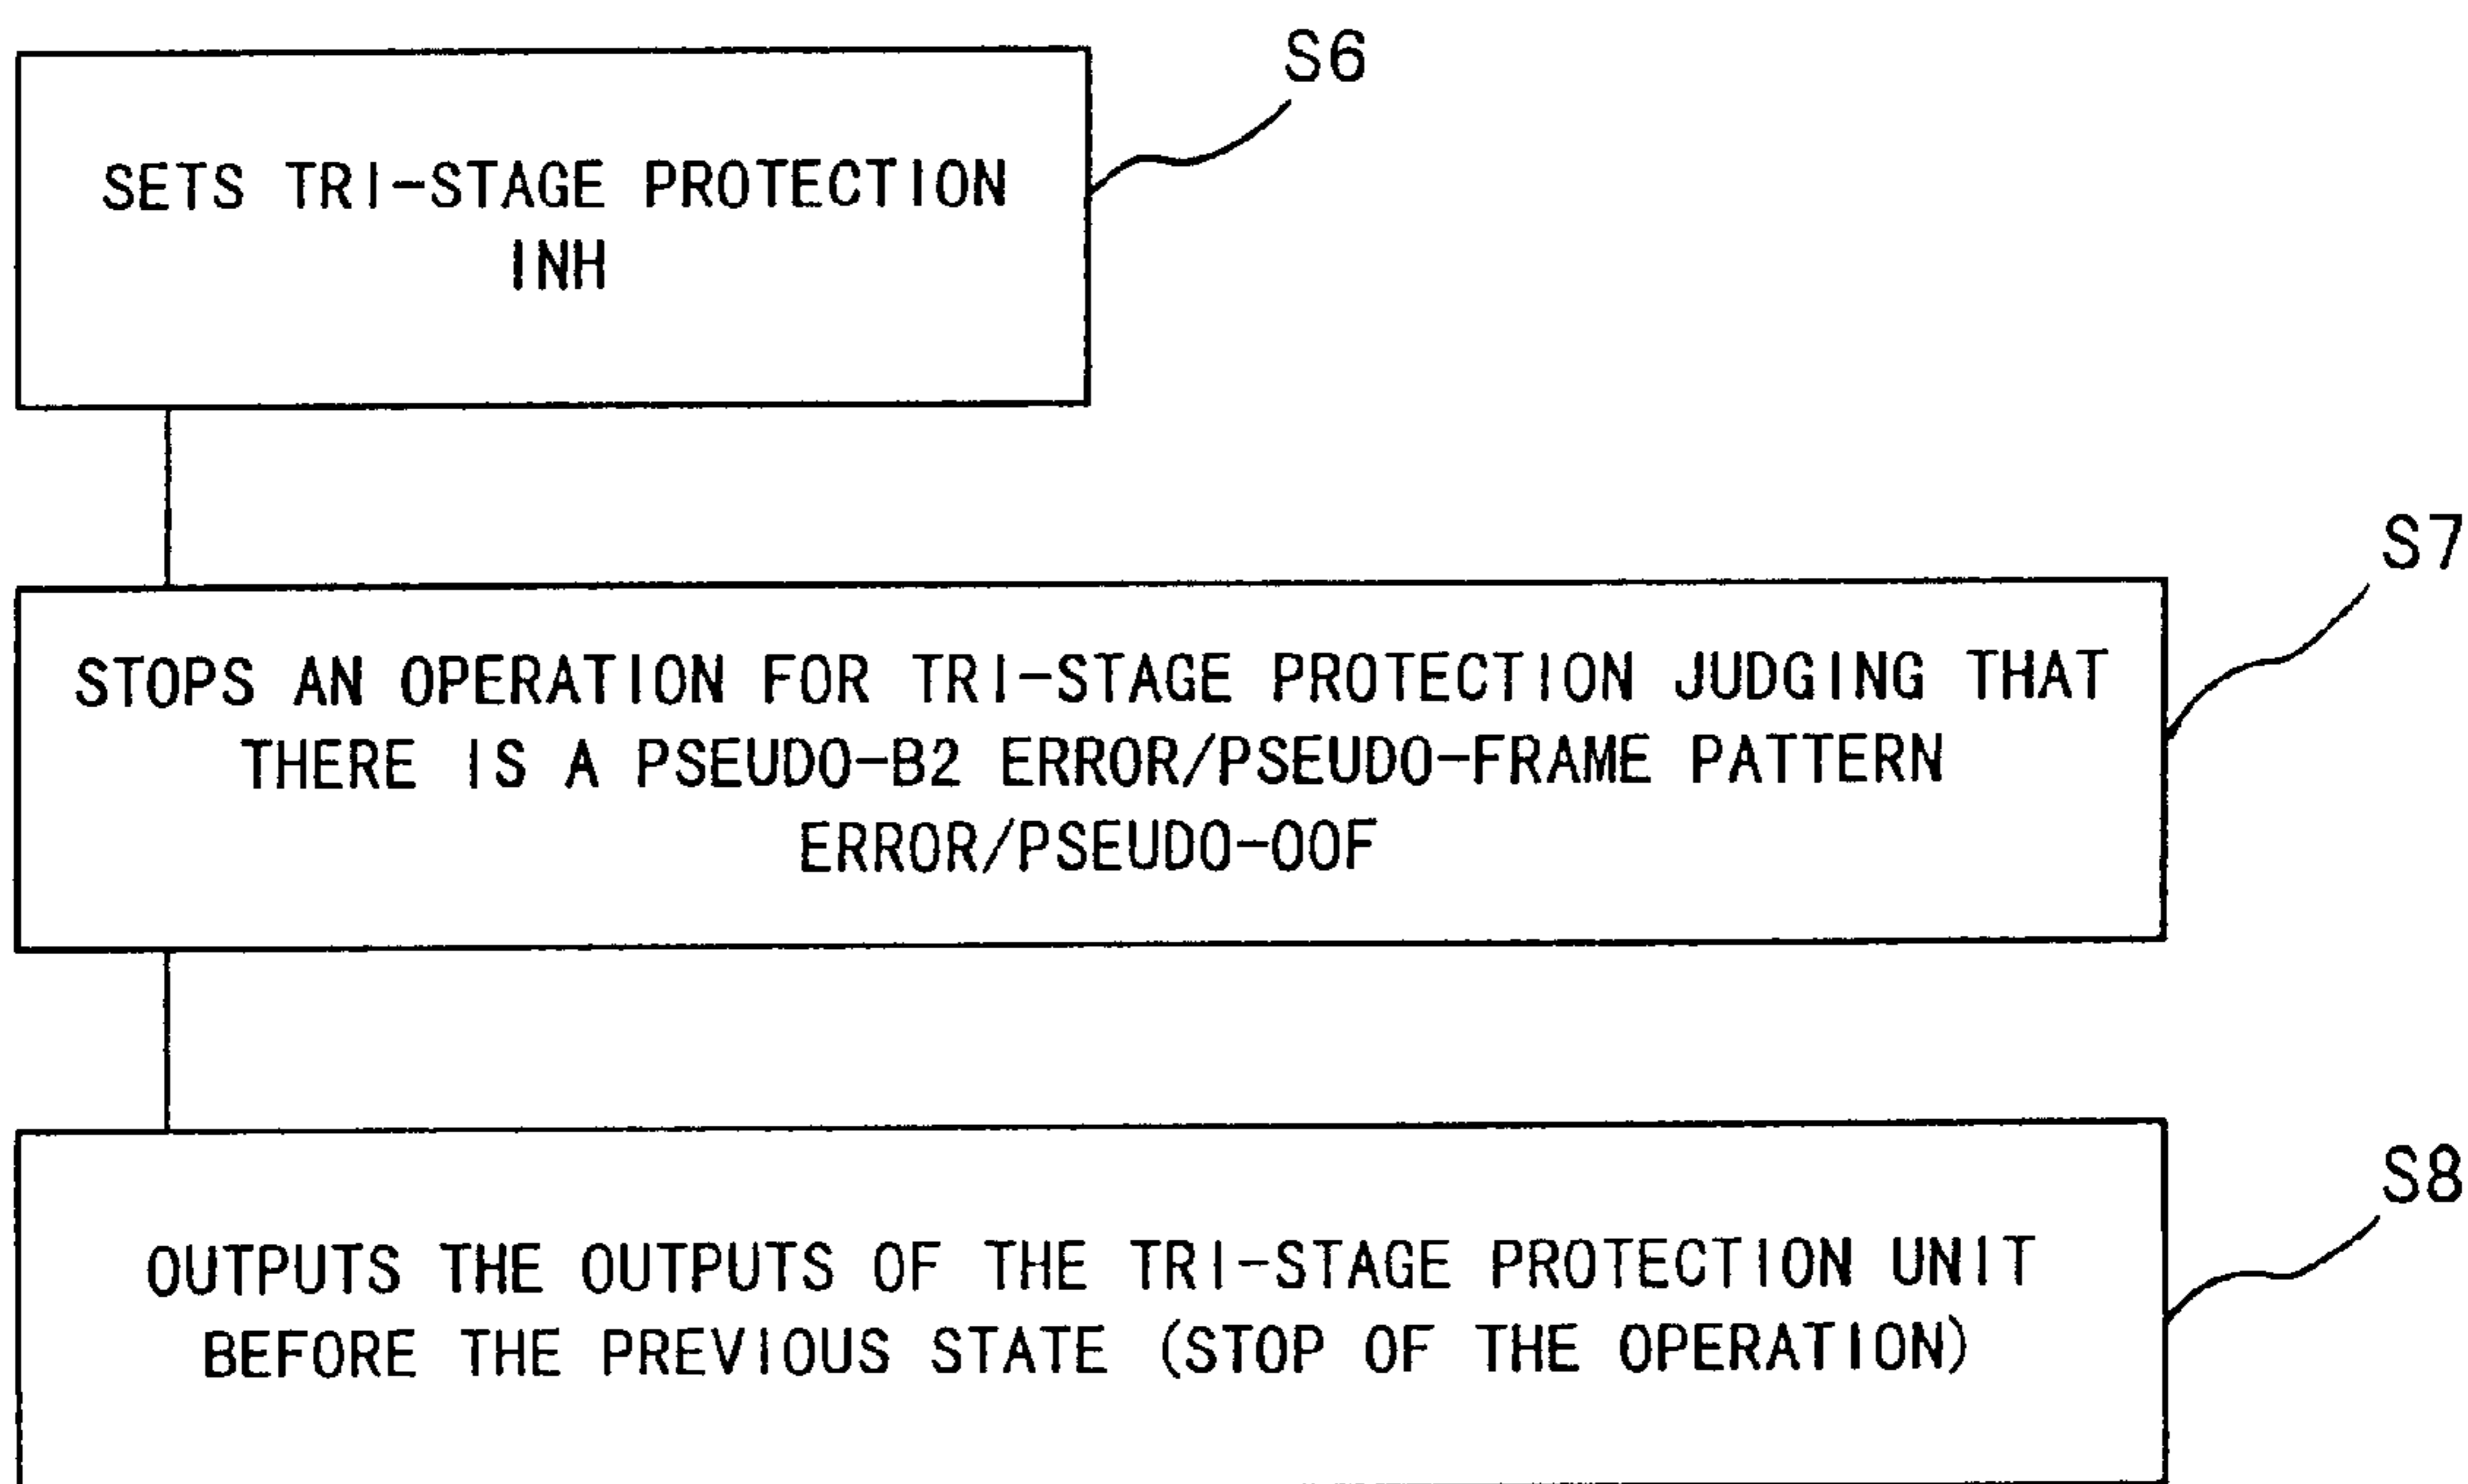 S6
SETS TRI-STAGE PROTECTION
INH
S7
STOPS AN OPERATION FOR TRI-STAGE PROTECTION JUDGING THAT
THERE IS A PSEUDO-B2 ERROR/PSEUDO-FRAME PATTERN
ERROR/PSEUDO-OOF
S8
OUTPUTS THE OUTPUTS OF THE TRI-STAGE PROTECTION UNIT
BEFORE THE PREVIOUS STATE (STOP OF THE OPERATION)